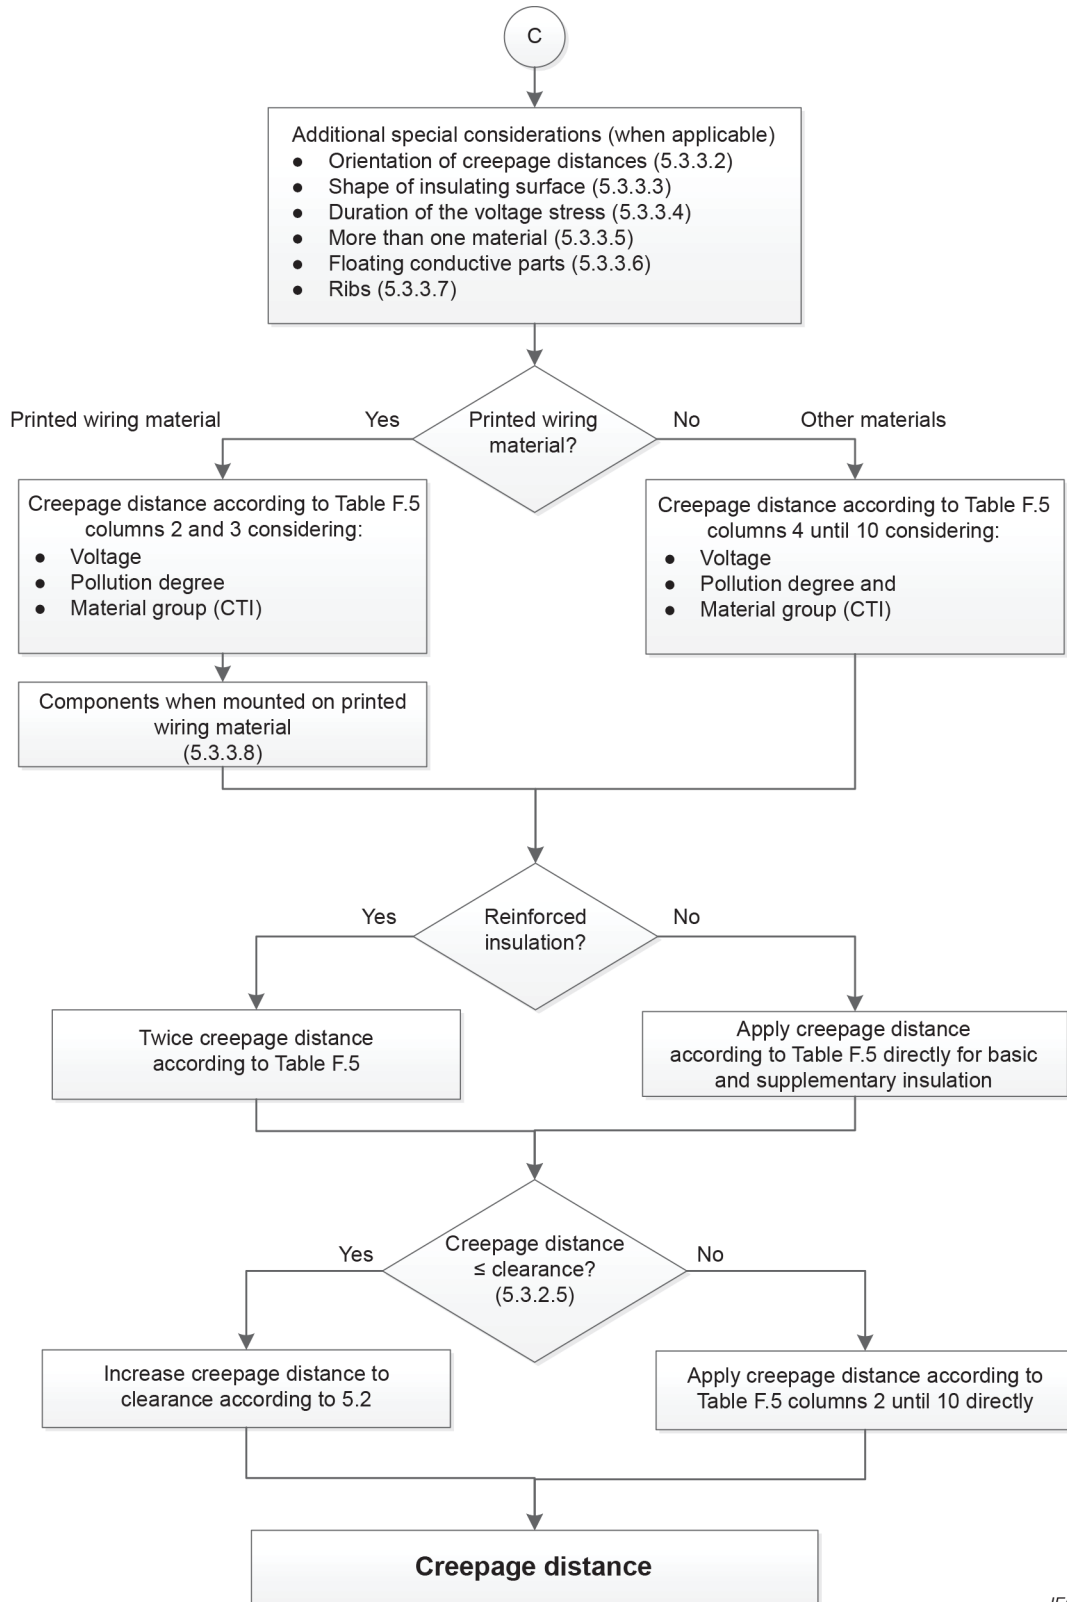 C
Additional special considerations (when applicable)
● Orientation of creepage distances (5.3.3.2)
● Shape of insulating surface (5.3.3.3)
● Duration of the voltage stress (5.3.3.4)
● More than one material (5.3.3.5)
● Floating conductive parts (5.3.3.6)
● Ribs (5.3.3.7)
Printed wiring material
Yes
Printed wiring
material?
No
Other materials
Creepage distance according to Table F.5
columns 2 and 3 considering:
● Voltage
● Pollution degree
● Material group (CTI)
Creepage distance according to Table F.5
columns 4 until 10 considering:
● Voltage
● Pollution degree and
● Material group (CTI)
Components when mounted on printed
wiring material
(5.3.3.8)
Yes
Reinforced
insulation?
No
Twice creepage distance
according to Table F.5
Apply creepage distance
according to Table F.5 directly for basic
and supplementary insulation
Yes
Creepage distance
≤ clearance?
(5.3.2.5)
No
Increase creepage distance to
clearance according to 5.2
Apply creepage distance according to
Table F.5 columns 2 until 10 directly
Creepage distance